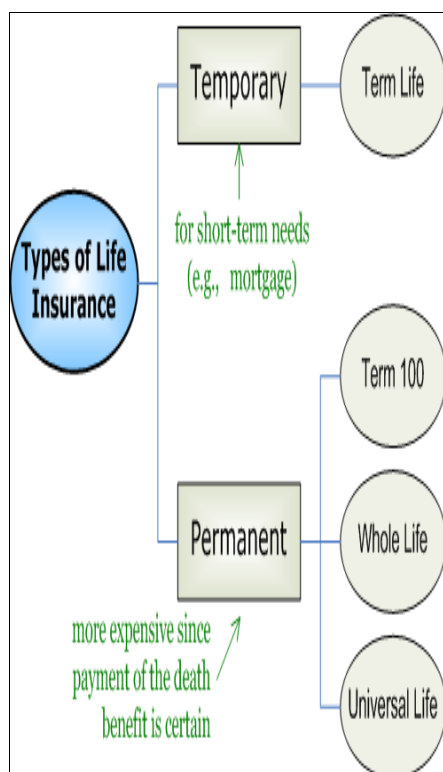 Temporary
Term Life
for short-term needs
(e.g., mortgage)
Types of Life
Insurance
Term 100
Whole Life
Permanent
more expensive since
payment of the death
benefit is certain
Universal Life